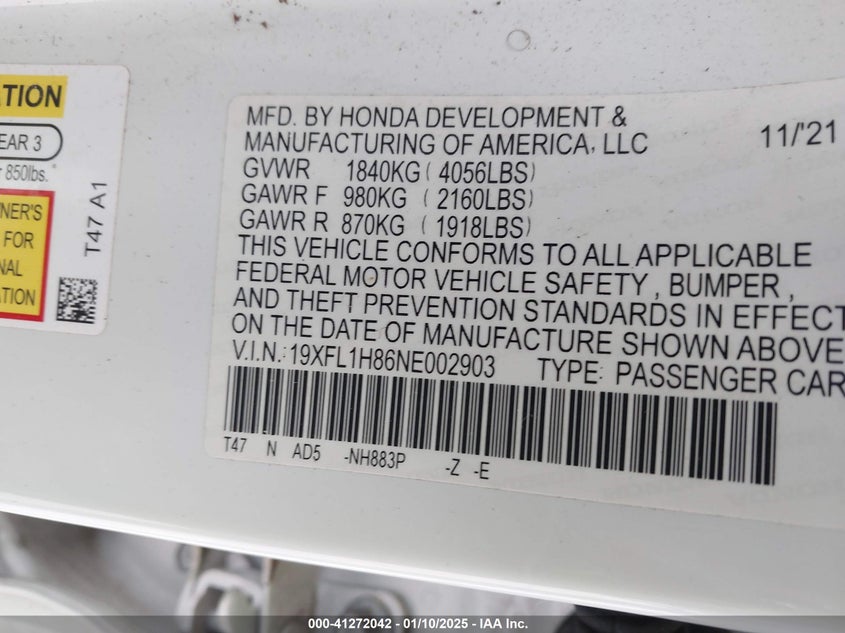 ATION
EAR 3
850lbs.
NER'S
FOR
NAL
ATION
T47 A1
MFD. BY HONDA DEVELOPMENT &
MANUFACTURING OF AMERICA, LLC 11/'21
GVWR 1840KG ( 4056LBS)
GAWR F 980KG ( 2160LBS)
GAWR R 870KG ( 1918LBS)
THIS VEHICLE CONFORMS TO ALL APPLICABLE
FEDERAL MOTOR VEHICLE SAFETY , BUMPER ,
AND THEFT PREVENTION STANDARDS IN EFFECT
ON THE DATE OF MANUFACTURE SHOWN ABOVE
V.I.N.: 19XFL1H86NE002903 TYPE: PASSENGER CAR
T47 N AD5 -NH883P -Z -E
000-41272042 - 01/10/2025 - IAA Inc.